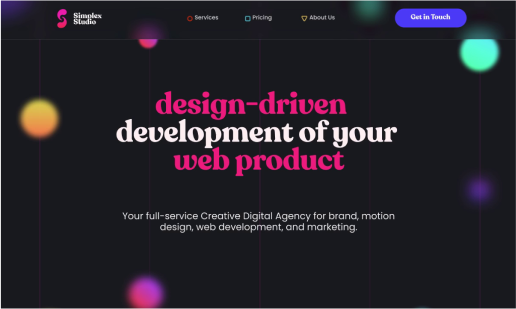 Simplex
Studio
Services
Pricing
About Us
Get in Touch
design-driven
development of your
web product
Your full-service Creative Digital Agency for brand, motion
design, web development, and marketing.